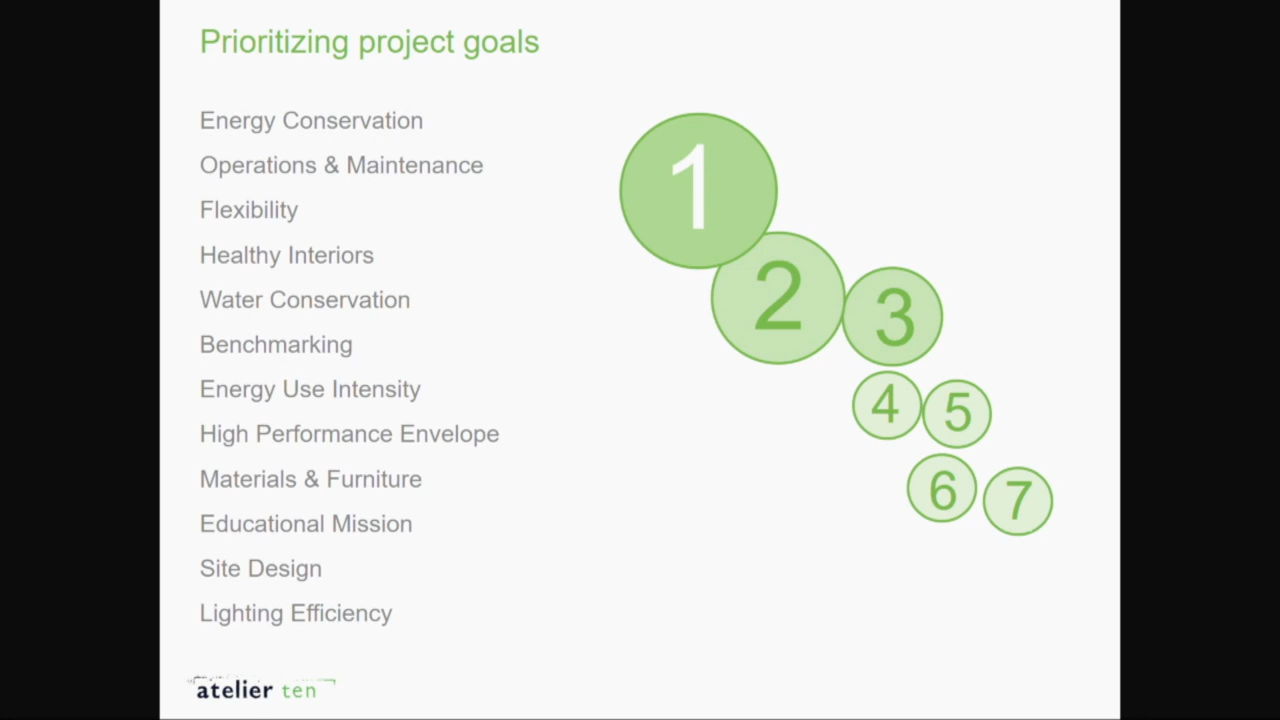 Prioritizing project goals
Energy Conservation
Operations & Maintenance
Flexibility
Healthy Interiors
Water Conservation
Benchmarking
Energy Use Intensity
High Performance Envelope
Materials & Furniture
Educational Mission
Site Design
Lighting Efficiency
1
2
3
4
5
6
7
atelier ten